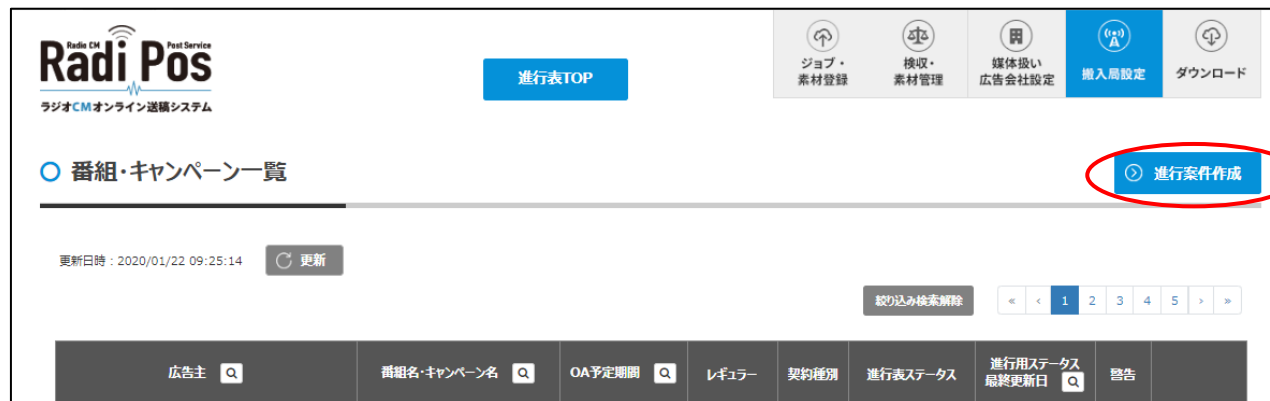 Radio CM Post Service
Radi Pos
ラジオCMオンライン送稿システム
進行表TOP
ジョブ・
素材登録
検収・
素材管理
媒体扱い
広告会社設定
搬入局設定
ダウンロード
番組・キャンペーン一覧
進行案件作成
更新日時：2020/01/22 09:25:14
更新
絞り込み検索解除
« ‹ 1 2 3 4 5 › »
広告主
番組名・キャンペーン名
OA予定期間
レギュラー
契約種別
進行表ステータス
進行用ステータス
最終更新日
警告